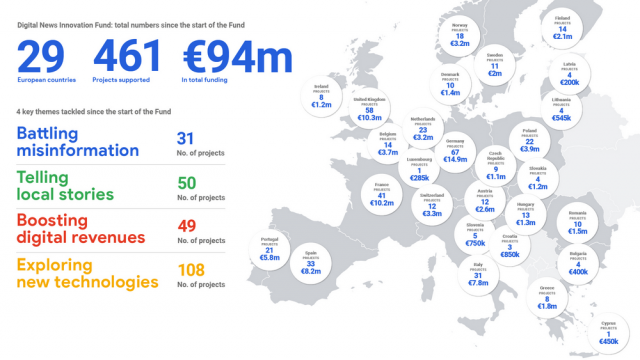 Digital News Innovation Fund: total numbers since the start of the Fund
29
European countries
461
Projects supported
€94m
In total funding
4 key themes tackled since the start of the Fund
Battling
misinformation
31
No. of projects
Telling
local stories
50
No. of projects
Boosting
digital revenues
49
No. of projects
Exploring
new technologies
108
No. of projects
Finland
PROJECTS
14
€2.1m
Norway
PROJECTS
18
€3.2m
Sweden
PROJECTS
11
€2m
Latvia
PROJECTS
4
€200k
Denmark
PROJECTS
10
€1.4m
Ireland
PROJECTS
8
€1.2m
United Kingdom
PROJECTS
58
€10.3m
Lithuania
PROJECTS
4
€545k
Netherlands
PROJECTS
23
€3.2m
Belgium
PROJECTS
14
€3.7m
Germany
PROJECTS
67
€14.9m
Poland
PROJECTS
22
€3.9m
Luxembourg
PROJECTS
1
€285k
Czech
Republic
PROJECTS
9
€1.1m
Slovakia
PROJECTS
4
€1.2m
France
PROJECTS
41
€10.2m
Switzerland
PROJECTS
12
€3.3m
Austria
PROJECTS
12
€2.6m
Hungary
PROJECTS
13
€1.3m
Romania
PROJECTS
10
€1.5m
Slovenia
PROJECTS
5
€750k
Croatia
PROJECTS
3
€850k
Portugal
PROJECTS
21
€5.8m
Spain
PROJECTS
33
€8.2m
Italy
PROJECTS
31
€7.8m
Bulgaria
PROJECTS
4
€400k
Greece
PROJECTS
8
€1.8m
Cyprus
PROJECTS
1
€450k